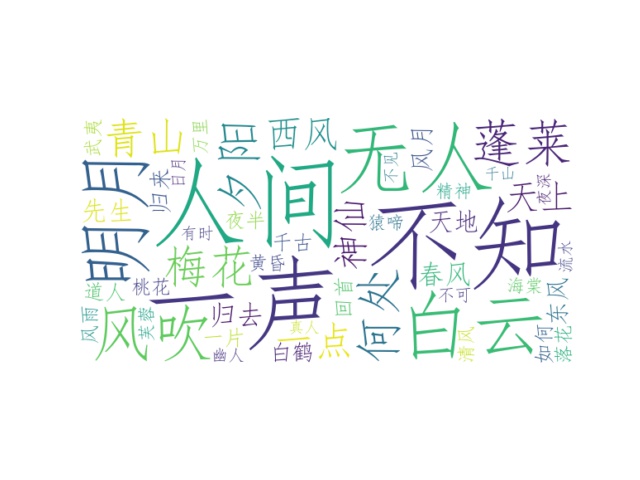 武夷
青山
万里
夕阳
西风
无人
风月
蓬莱
明月
归来
日月
人间
不见
千山
精神
天上
夜深
先生
夜半
有时
千古
神仙
猿啼
天地
不知
流水
梅花
黄昏
道人
桃花
一声
回首
何处
春风
不可
海棠
东风
风雨
风吹
芙蓉
归去
一片
幽人
真人
一点
白鹤
白云
清风
如何
落花